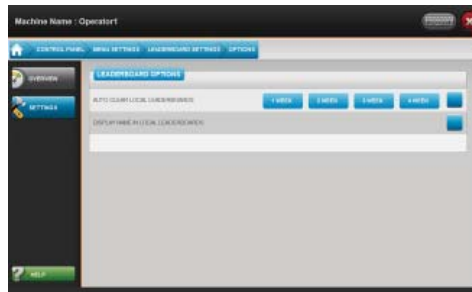 Machine Name : Operator1
CONTROL PANEL MENU SETTINGS LEADERBOARD SETTINGS OPTIONS
OVERVIEW
LEADERBOARD OPTIONS
SETTINGS
AUTO CLEAR LOCAL LEADERBOARDS 1 WEEK 2 WEEK 3 WEEK 4 WEEK
DISPLAY NAME IN LOCAL LEADERBOARDS
HELP